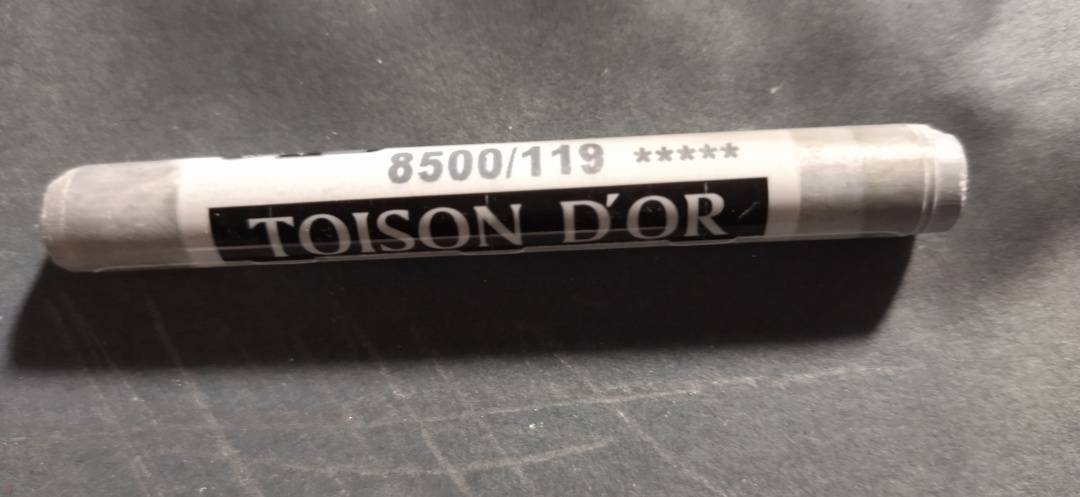 8500/119 *****
TOISON D'OR